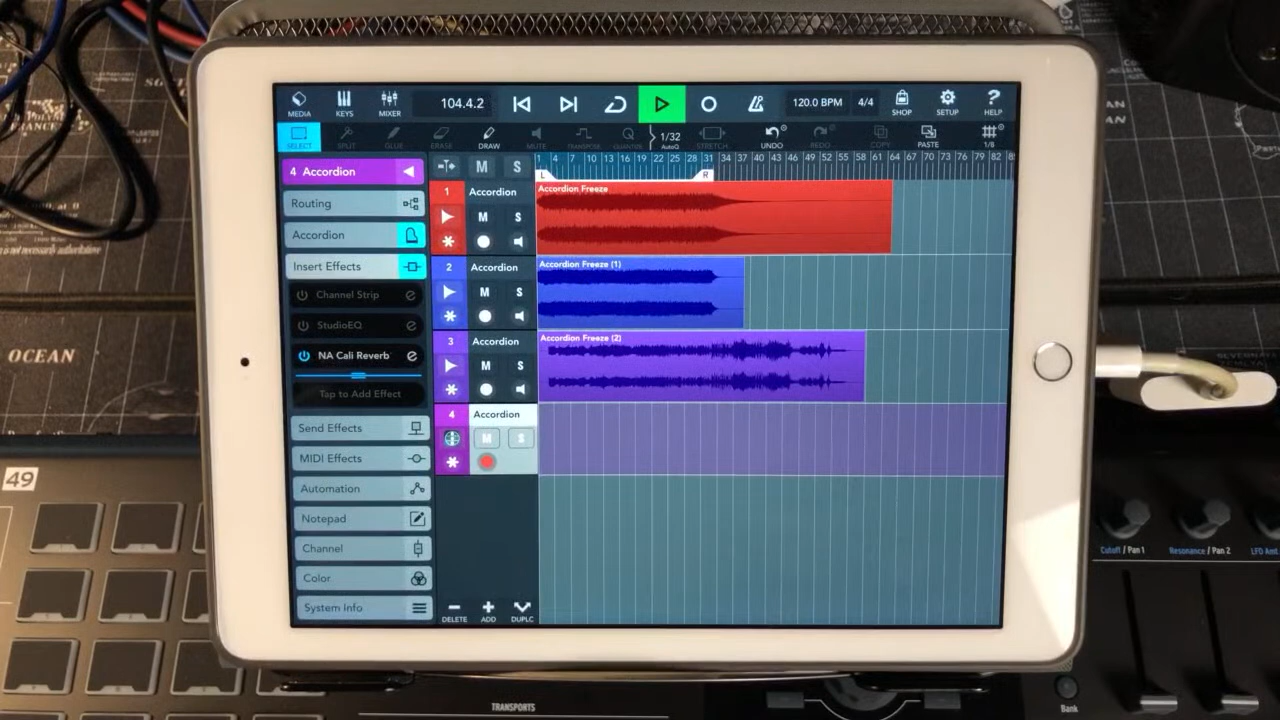 MEDIA
KEYS
MIXER
104.4.2
120.0 BPM
4/4
SHOP
SETUP
HELP
SELECT
SPLIT
GLUE
ERASE
DRAW
MUTE
TRANSPOSE
QUANTIZE
1/32
AutoQ
STRETCH
UNDO
REDO
COPY
PASTE
1/8
4 Accordion
M S
1 4 7 10 13 16 19 22 25 28 31 34 37 40 43 46 49 52 55 58 61 64 67 70 73 76 79 82
L
R
Routing
1 Accordion
M S
Accordion Freeze
Accordion
Insert Effects
2 Accordion
M S
Accordion Freeze (1)
Channel Strip
StudioEQ
NA Cali Reverb
3 Accordion
M S
Accordion Freeze (2)
Tap to Add Effect
4 Accordion
M S
Send Effects
MIDI Effects
Automation
Notepad
Channel
Color
System Info
DELETE
ADD
DUPLC
OCEAN
49
TRANSPORTS
Cutoff / Pan 1
Resonance / Pan 2
Bank